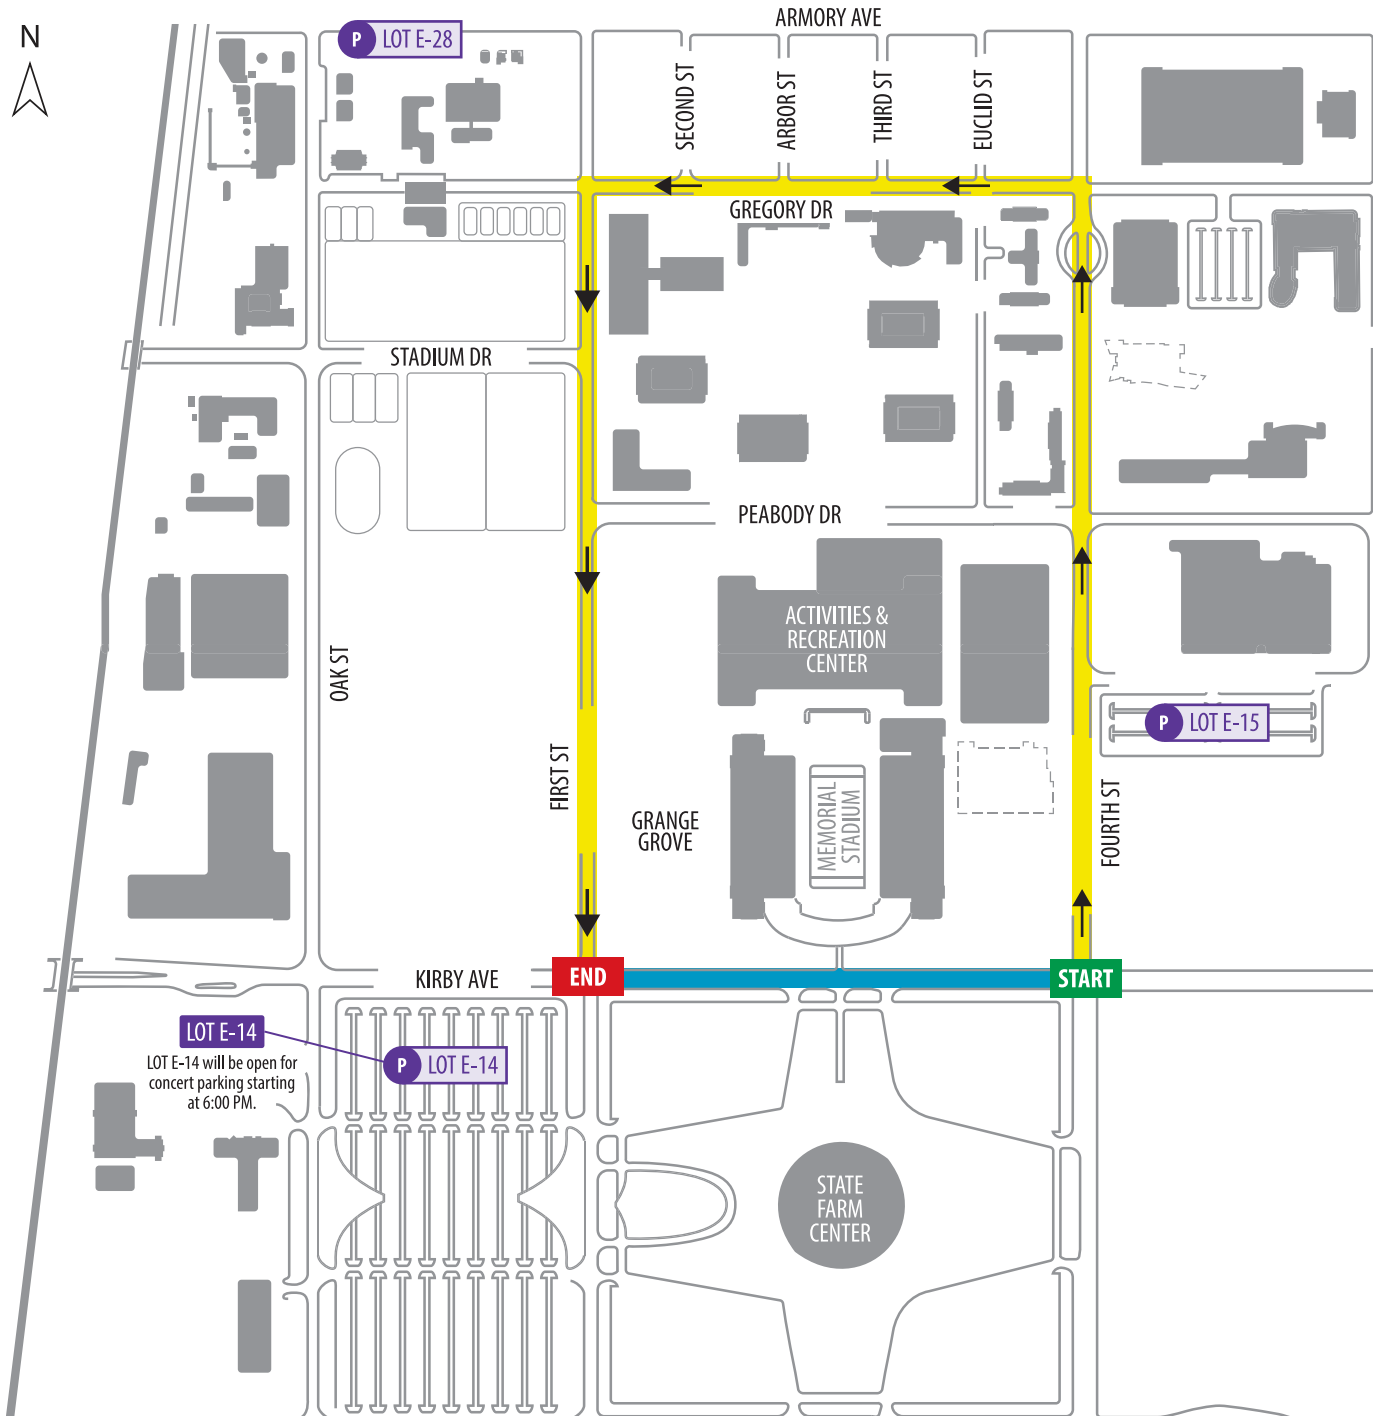 N
ARMORY AVE
P LOT E-28
SECOND ST
ARBOR ST
THIRD ST
EUCLID ST
GREGORY DR
STADIUM DR
PEABODY DR
ACTIVITIES &
RECREATION
CENTER
OAK ST
P LOT E-15
FIRST ST
MEMORIAL
STADIUM
FOURTH ST
GRANGE
GROVE
KIRBY AVE
END
START
LOT E-14
P LOT E-14
LOT E-14 will be open for
concert parking starting
at 6:00 PM.
STATE
FARM
CENTER